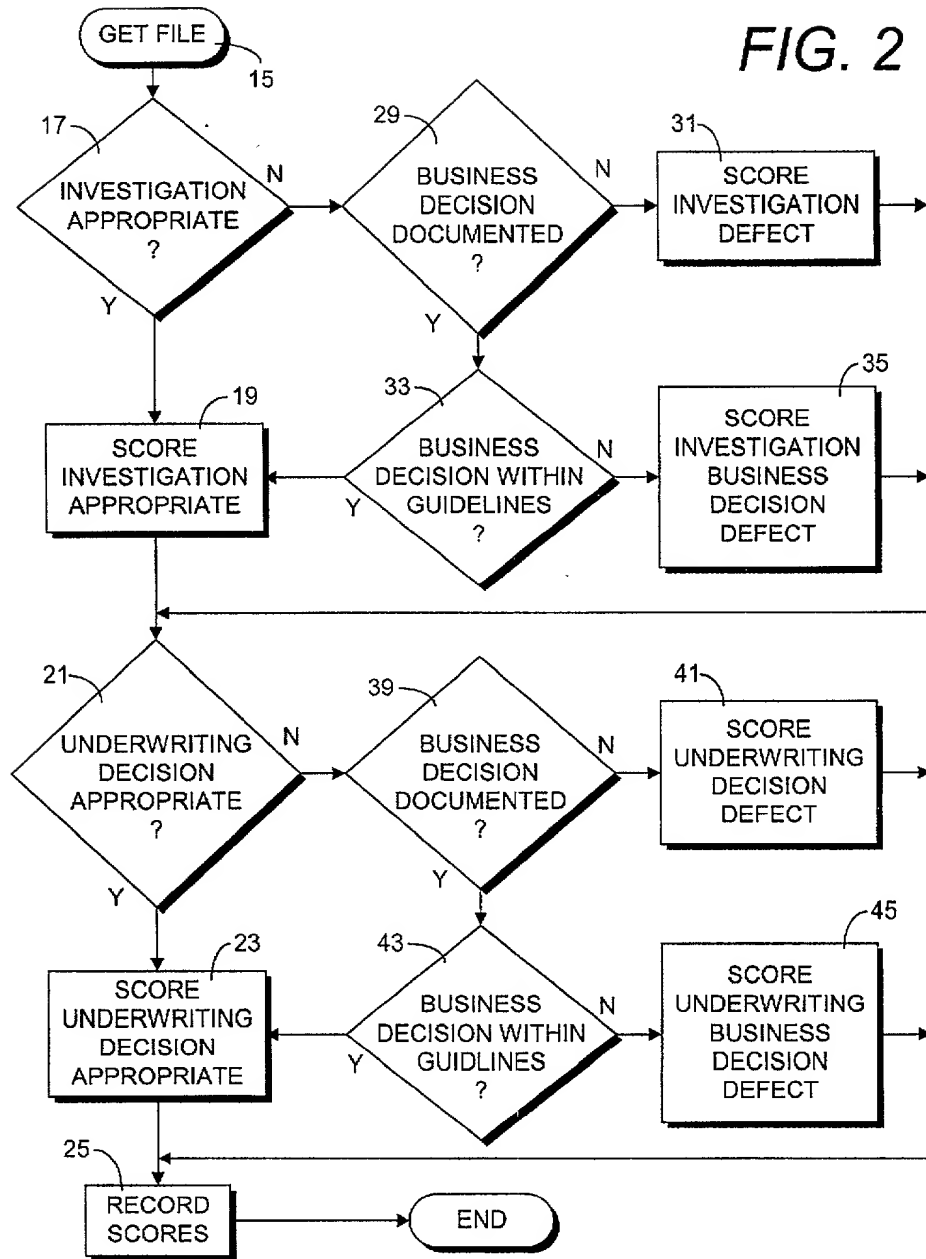 FIG. 2
GET FILE
15
17
INVESTIGATION
APPROPRIATE
?
N
Y
29
BUSINESS
DECISION
DOCUMENTED
?
N
Y
31
SCORE
INVESTIGATION
DEFECT
19
SCORE
INVESTIGATION
APPROPRIATE
33
BUSINESS
DECISION WITHIN
GUIDELINES
?
N
Y
35
SCORE
INVESTIGATION
BUSINESS
DECISION
DEFECT
21
UNDERWRITING
DECISION
APPROPRIATE
?
N
Y
39
BUSINESS
DECISION
DOCUMENTED
?
N
Y
41
SCORE
UNDERWRITING
DECISION
DEFECT
23
SCORE
UNDERWRITING
DECISION
APPROPRIATE
43
BUSINESS
DECISION WITHIN
GUIDLINES
?
N
Y
45
SCORE
UNDERWRITING
BUSINESS
DECISION
DEFECT
25
RECORD
SCORES
END